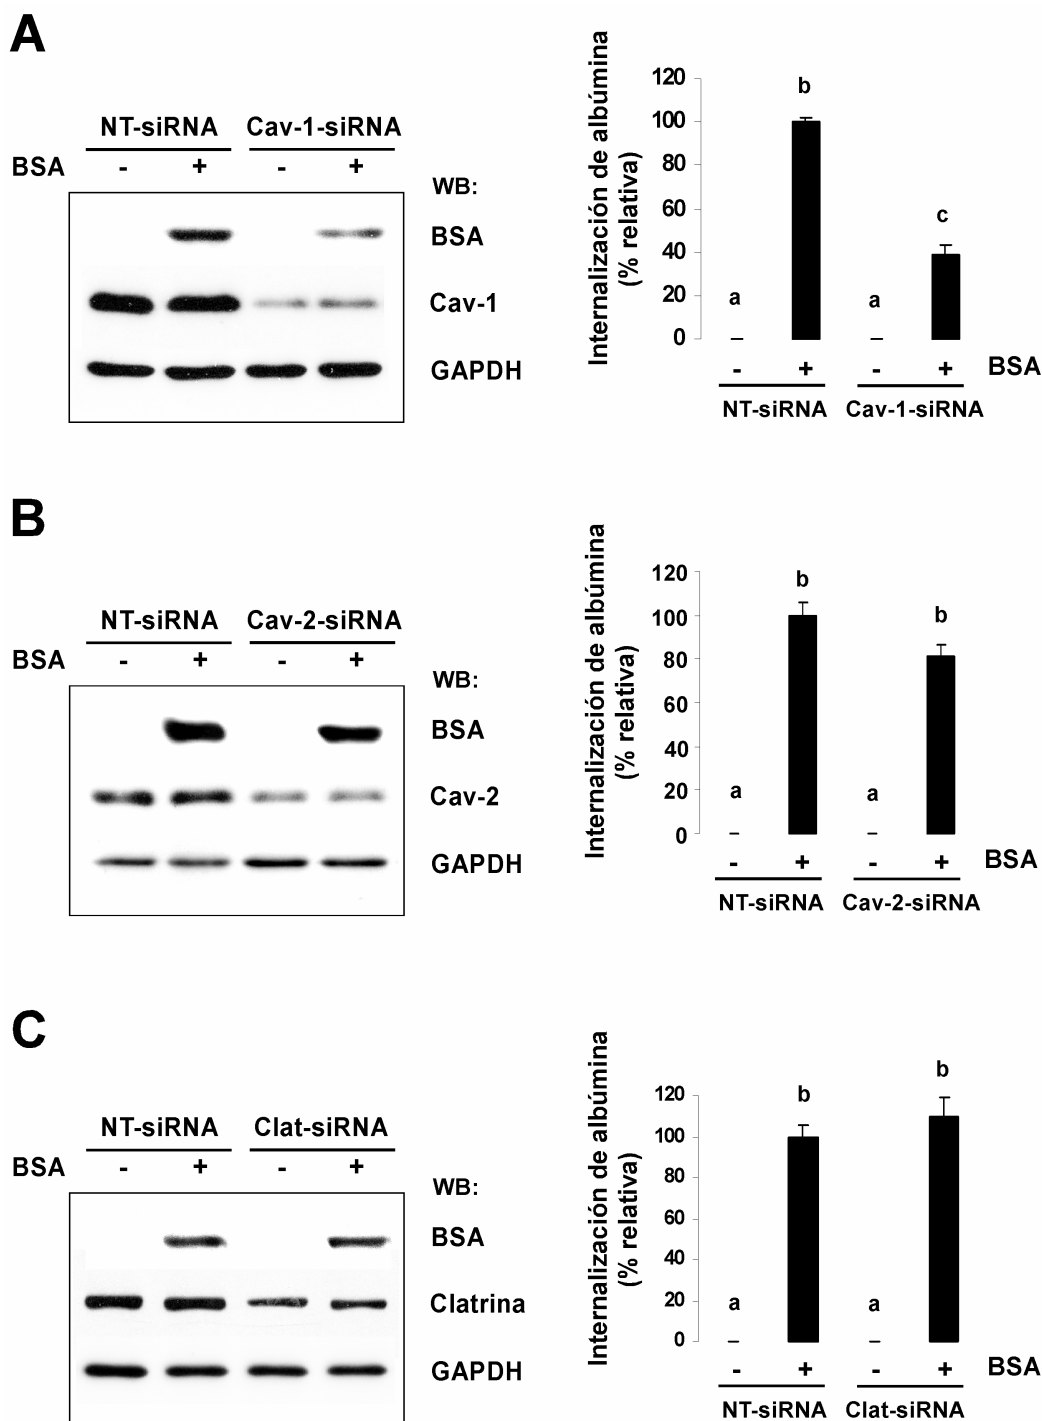 A
NT-siRNA Cav-1-siRNA
BSA - + - +
WB:
BSA
Cav-1
GAPDH
Internalización de albúmina
(% relativa)
120
100
80
60
40
20
0
a b a c
- + - + BSA
NT-siRNA Cav-1-siRNA
B
NT-siRNA Cav-2-siRNA
BSA - + - +
WB:
BSA
Cav-2
GAPDH
Internalización de albúmina
(% relativa)
120
100
80
60
40
20
0
a b a b
- + - + BSA
NT-siRNA Cav-2-siRNA
C
NT-siRNA Clat-siRNA
BSA - + - +
WB:
BSA
Clatrina
GAPDH
Internalización de albúmina
(% relativa)
120
100
80
60
40
20
0
a b a b
- + - + BSA
NT-siRNA Clat-siRNA